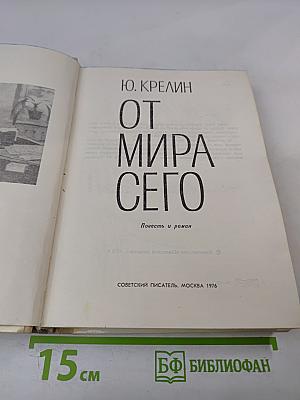 Ю. КРЕЛИН
ОТ
МИРА
СЕГО
Повесть и роман
СОВЕТСКИЙ ПИСАТЕЛЬ. МОСКВА 1976
15 см
БФ БИБЛИОФАН